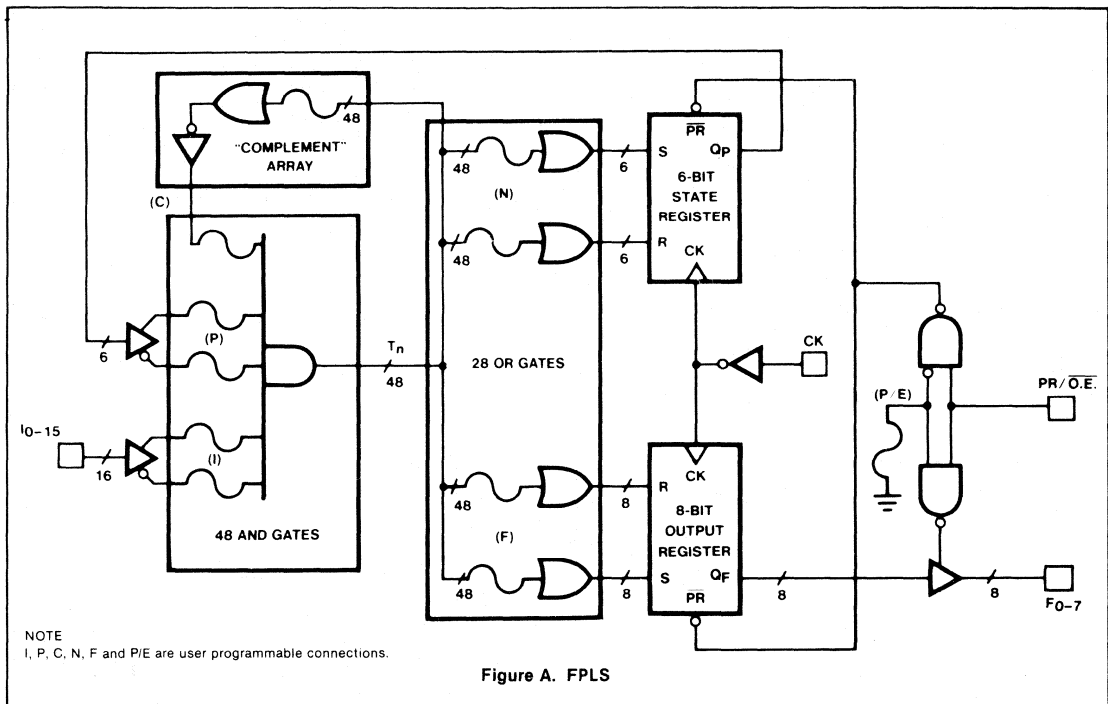 "COMPLEMENT"
ARRAY
48
(C)
6
(P)
I0–15
16
(I)
48 AND GATES
Tn
48
48
(N)
6
48
6
28 OR GATES
48
(F)
8
48
8
PR
S
QP
6-BIT
STATE
REGISTER
R
CK
CK
CK
R
8-BIT
OUTPUT
REGISTER
S
QF
PR
8
(P/E)
PR/O.E.
8
F0–7
NOTE
I, P, C, N, F and P/E are user programmable connections.
Figure A. FPLS